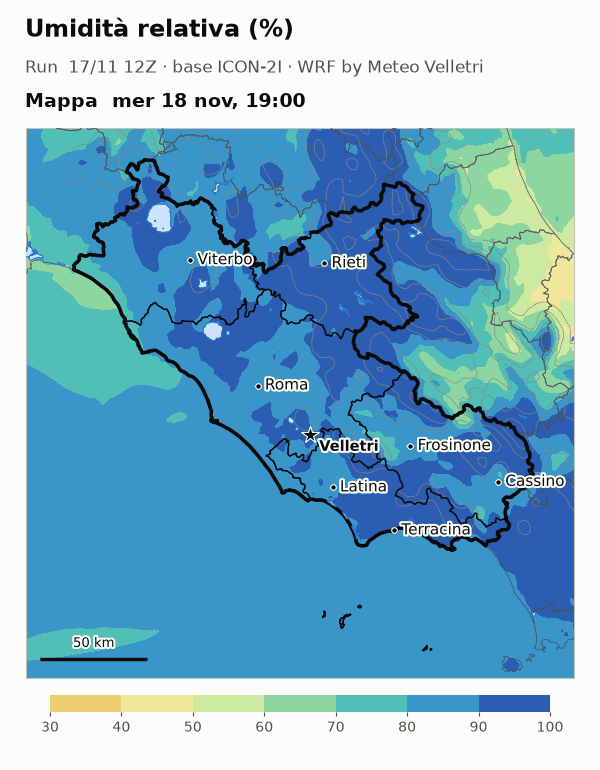 Umidità relativa (%)
Run  17/11 12Z · base ICON-2I · WRF by Meteo Velletri
Mappa  mer 18 nov, 19:00
Viterbo
Rieti
Roma
Velletri
Frosinone
Cassino
Latina
Terracina
50 km
30 40 50 60 70 80 90 100